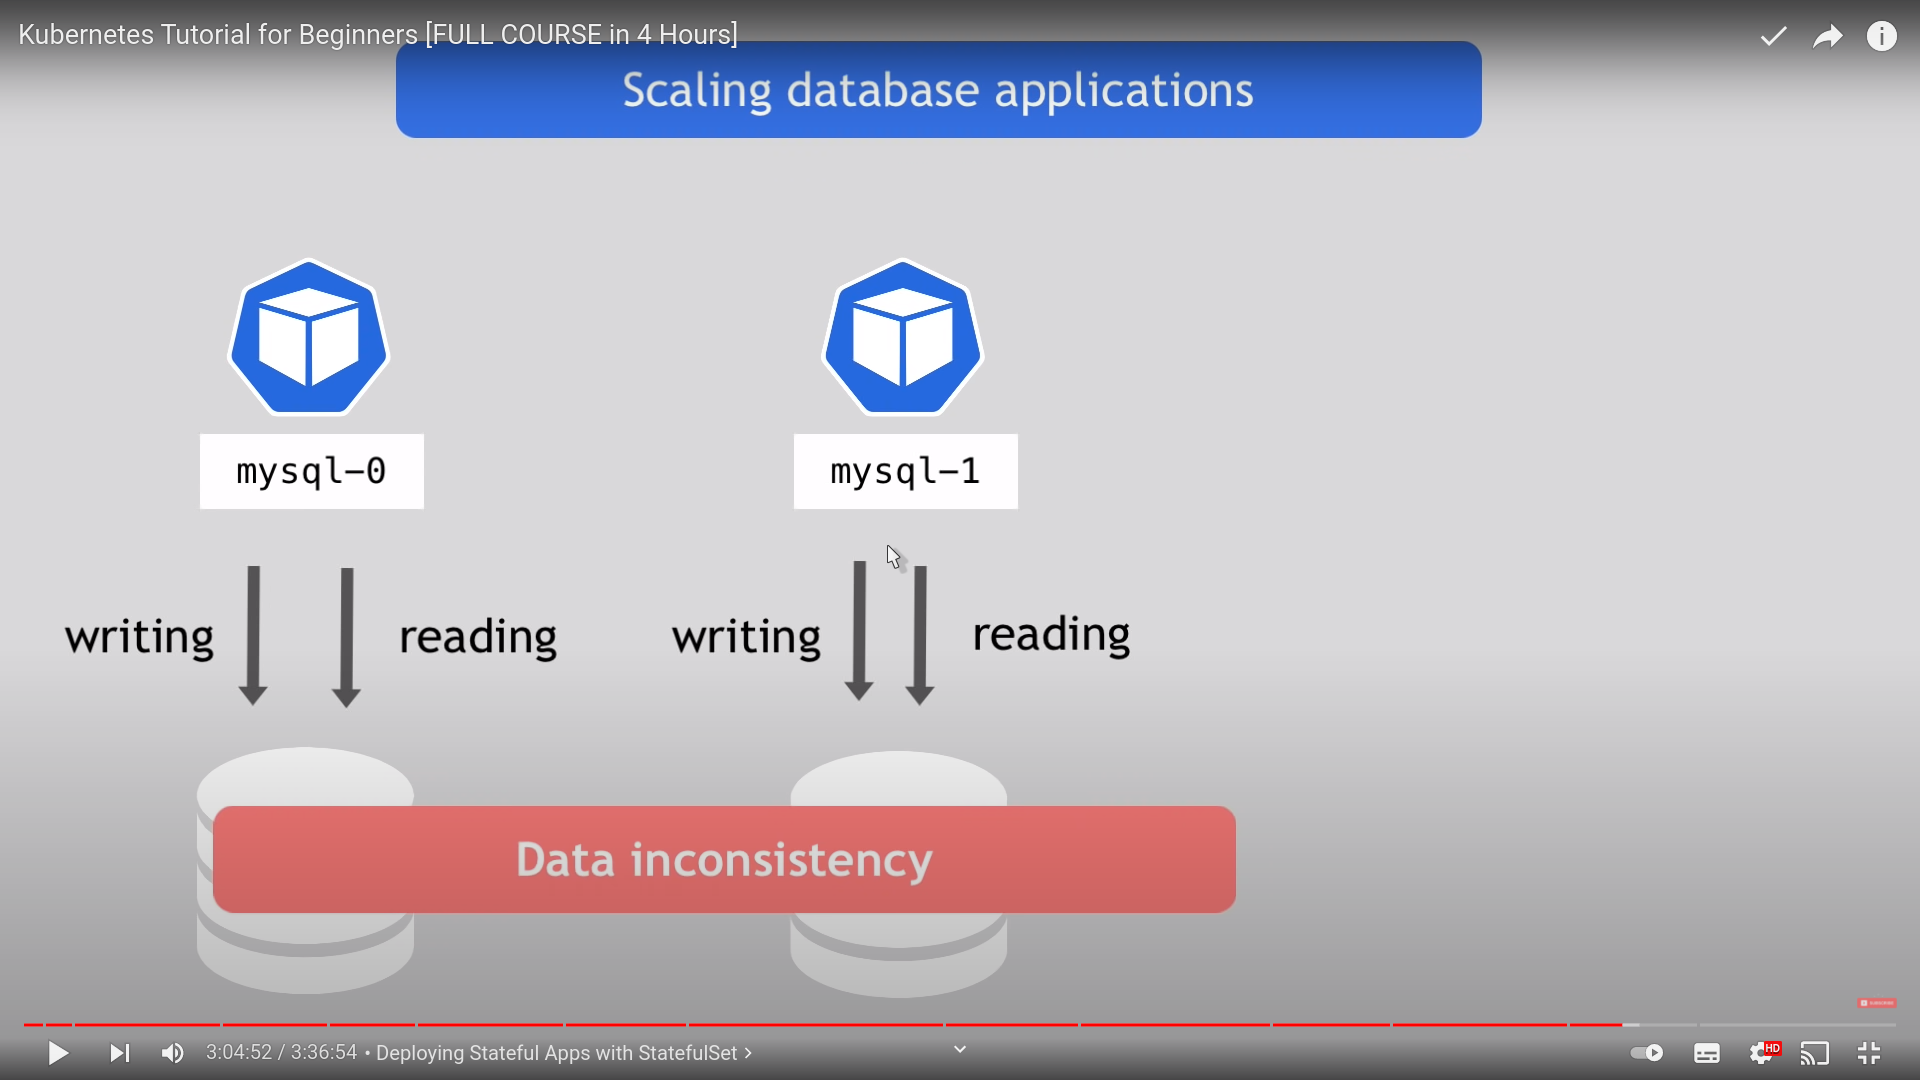 Kubernetes Tutorial for Beginners [FULL COURSE in 4 Hours]
Scaling database applications
mysql-0
mysql-1
writing
reading
writing
reading
Data inconsistency
SUBSCRIBE
3:04:52 / 3:36:54 • Deploying Stateful Apps with StatefulSet
HD